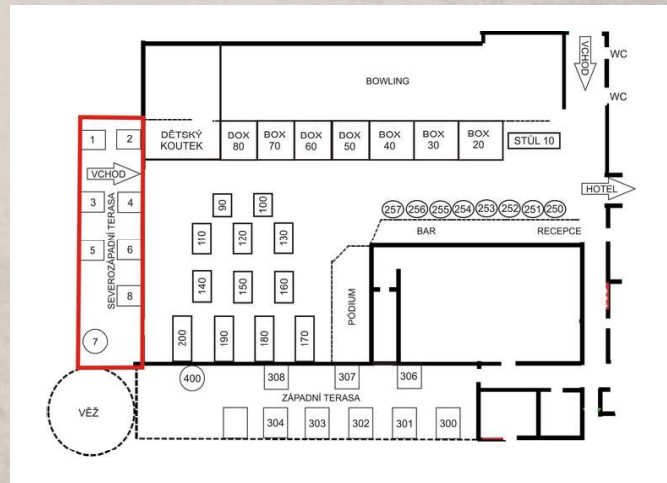 VCHOD
WC
WC
BOWLING
1
2
DĚTSKÝ
KOUTEK
BOX
80
BOX
70
BOX
60
BOX
50
BOX
40
BOX
30
BOX
20
STŮL 10
VCHOD
HOTEL
3
4
SEVEROZÁPADNÍ TERASA
90
100
257
256
255
254
253
252
251
250
BAR
RECEPCE
110
120
130
5
6
140
150
160
8
PÓDIUM
7
200
190
180
170
400
308
307
306
ZÁPADNÍ TERASA
VĚŽ
304
303
302
301
300